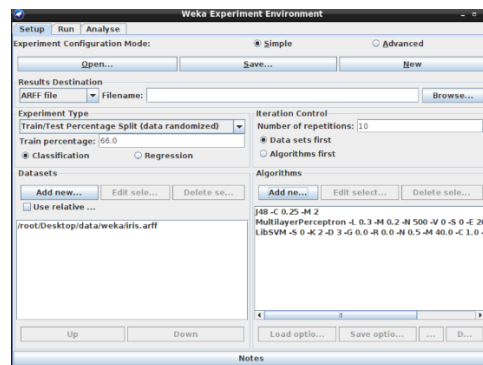 Weka Experiment Environment
Setup Run Analyse
Experiment Configuration Mode: Simple Advanced
Open... Save... New
Results Destination
ARFF file Filename: Browse...
Experiment Type
Train/Test Percentage Split (data randomized)
Train percentage: 66.0
Classification Regression
Iteration Control
Number of repetitions: 10
Data sets first
Algorithms first
Datasets
Add new... Edit sele... Delete se...
Use relative ...
/root/Desktop/data/weka/iris.arff
Up Down
Algorithms
Add ne... Edit select... Delete sele...
J48 -C 0.25 -M 2
MultilayerPerceptron -L 0.3 -M 0.2 -N 500 -V 0 -S 0 -E 20
LibSVM -S 0 -K 2 -D 3 -G 0.0 -R 0.0 -N 0.5 -M 40.0 -C 1.0 -
Load optio... Save optio... ... D...
Notes